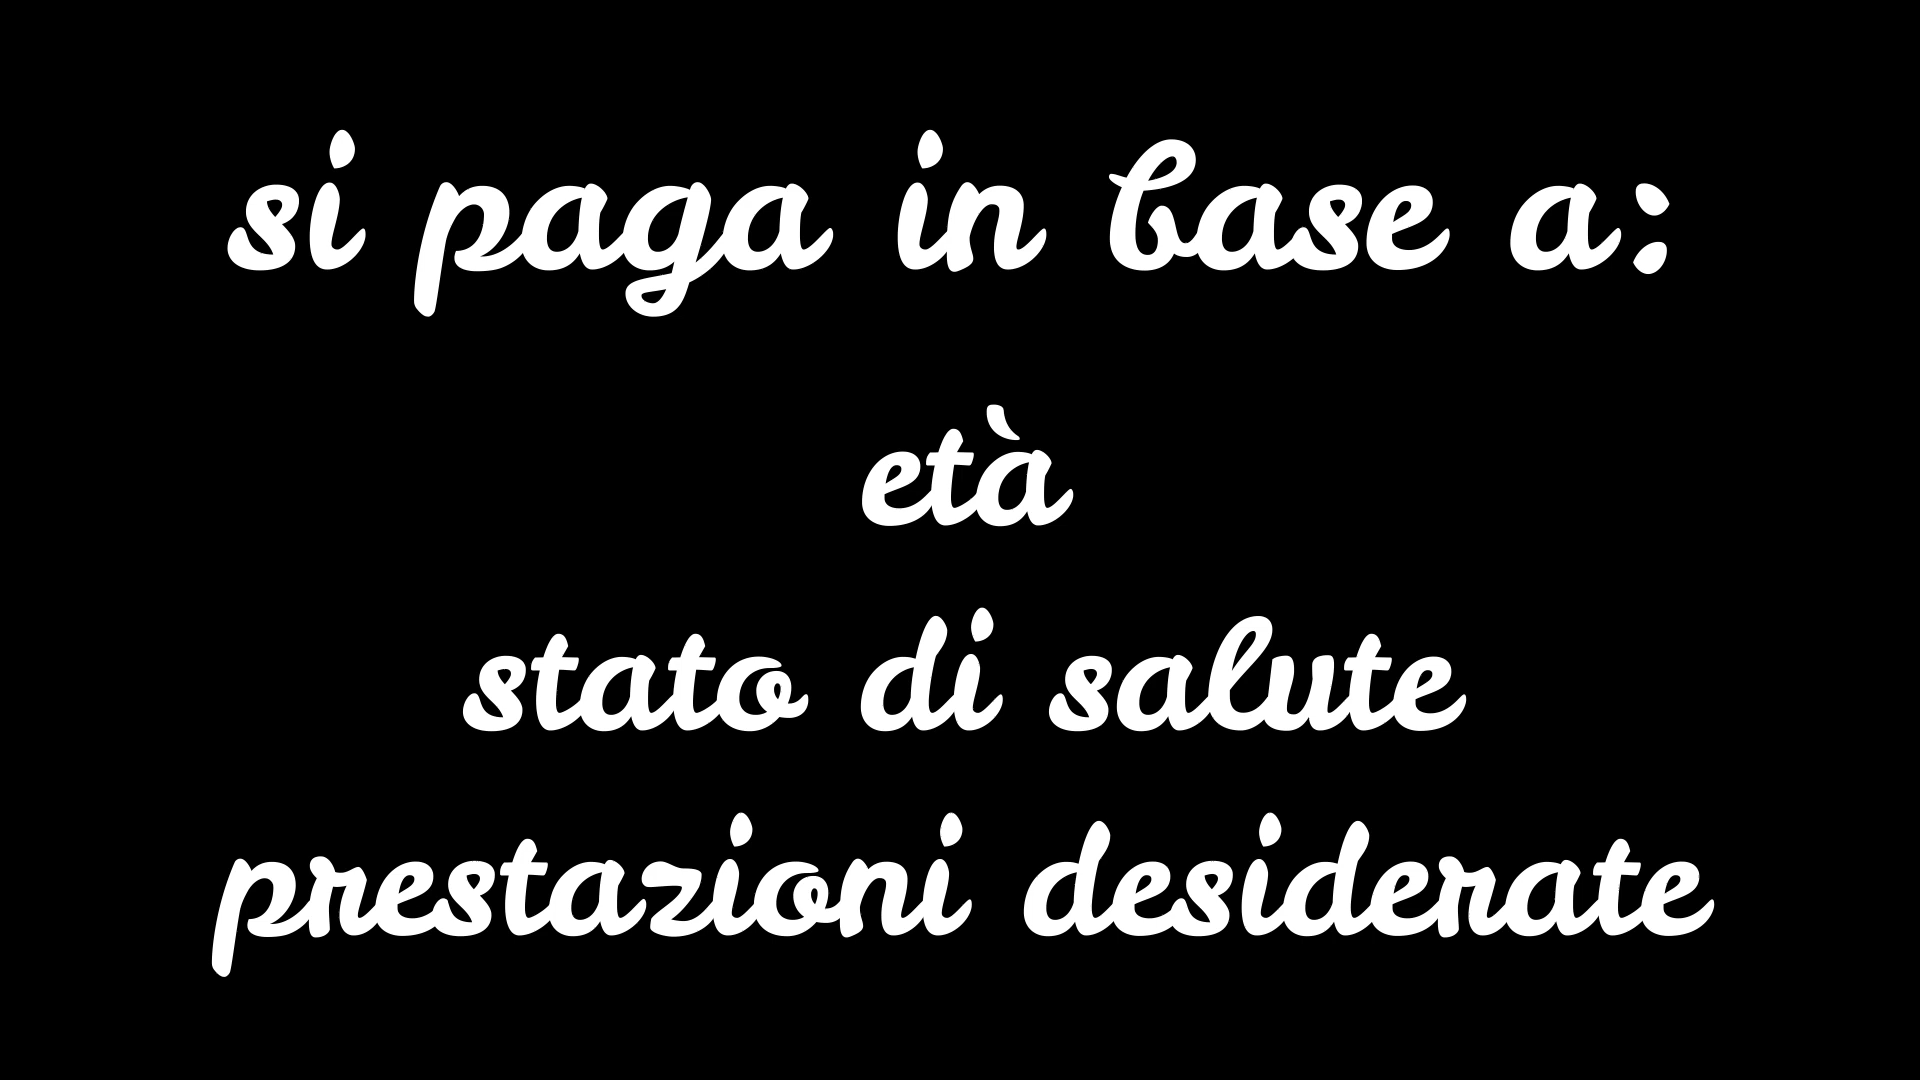 si paga in base a:
età
stato di salute
prestazioni desiderate